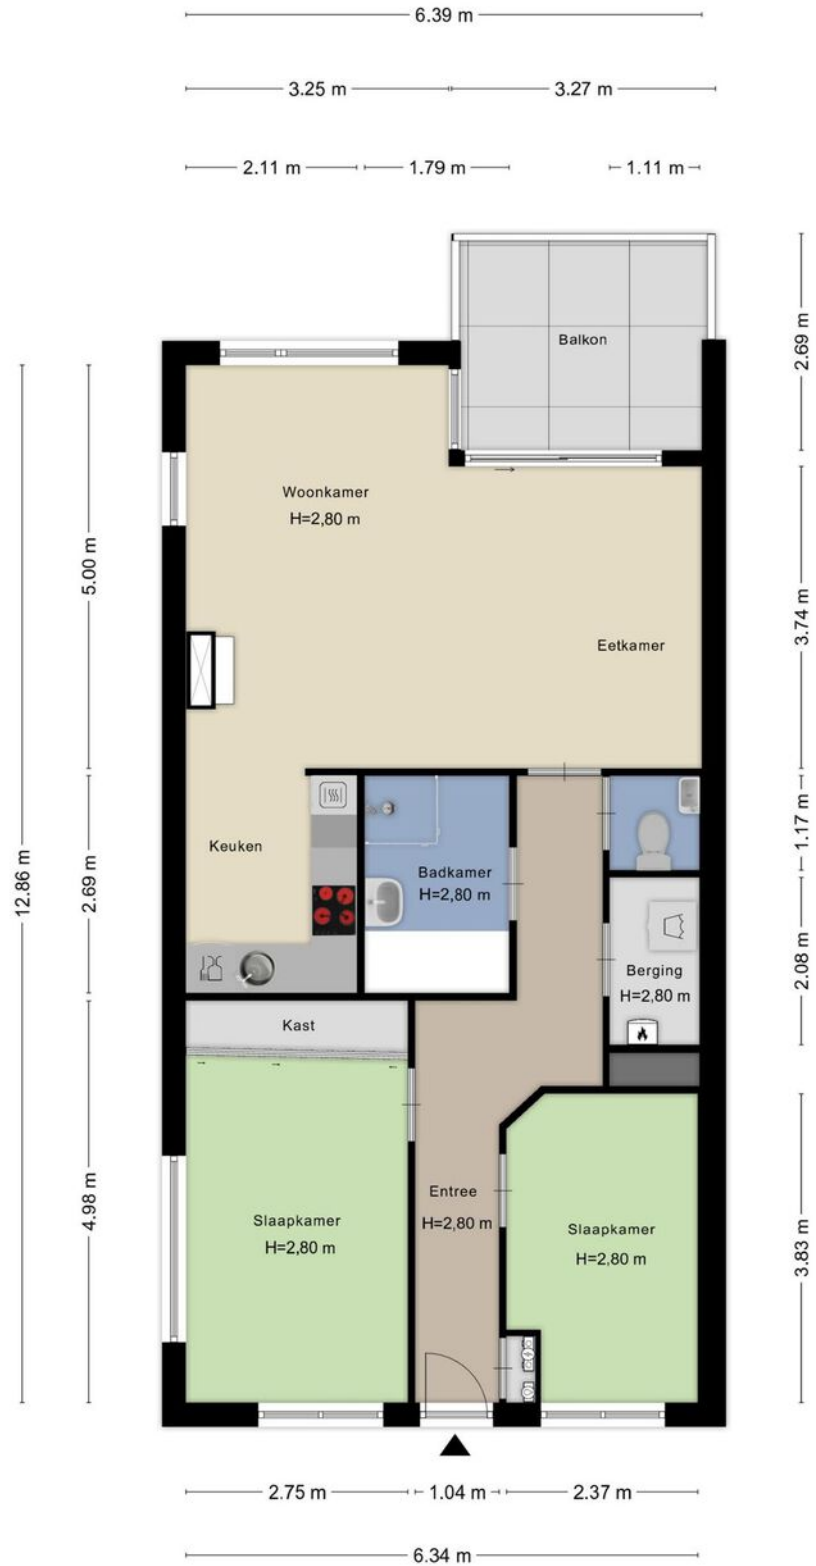 6.39 m
3.25 m
3.27 m
2.11 m
1.79 m
1.11 m
Balkon
2.69 m
Woonkamer
H=2,80 m
5.00 m
3.74 m
Eetkamer
Keuken
Badkamer
H=2,80 m
1.17 m
12.86 m
2.69 m
Berging
H=2,80 m
2.08 m
Kast
4.98 m
Entree
H=2,80 m
Slaapkamer
H=2,80 m
Slaapkamer
H=2,80 m
3.83 m
2.75 m
1.04 m
2.37 m
6.34 m